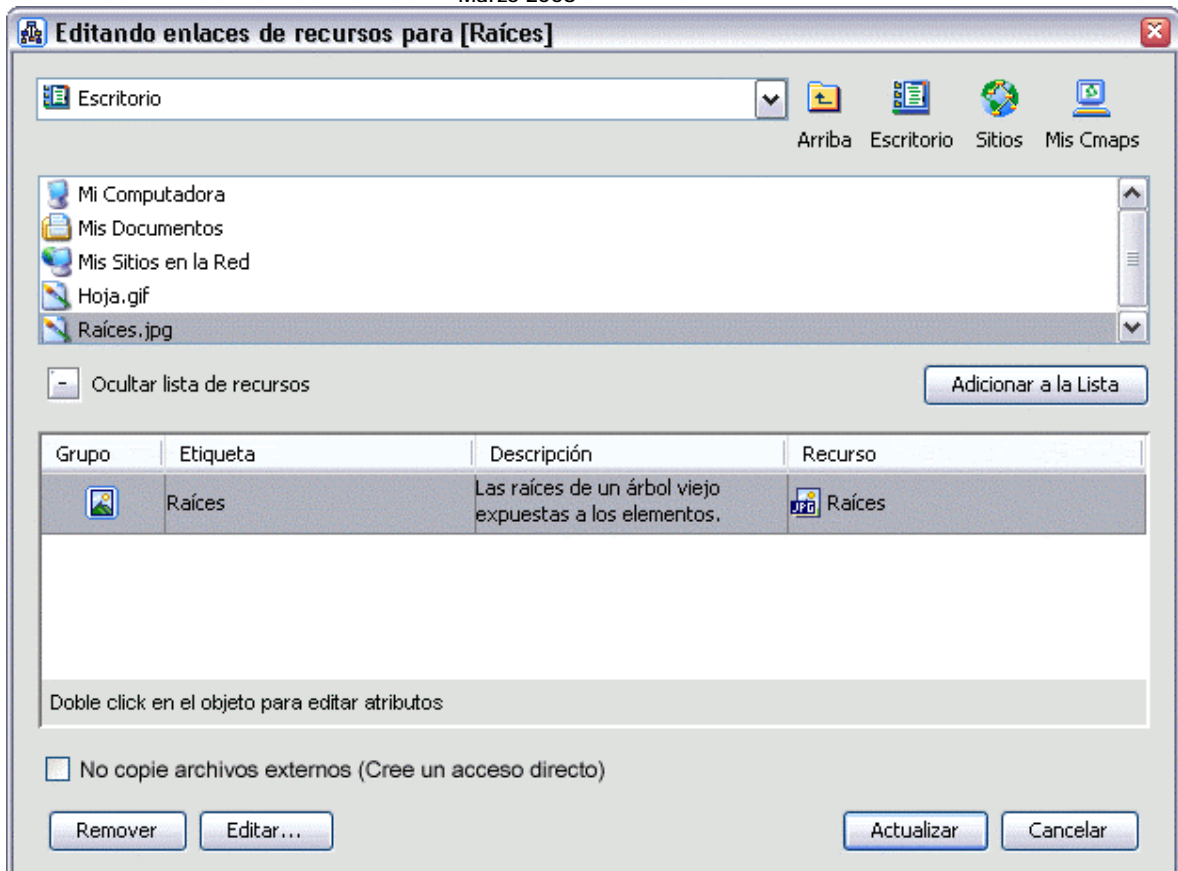 Editando enlaces de recursos para [Raíces]
Escritorio
Arriba Escritorio Sitios Mis Cmaps
Mi Computadora
Mis Documentos
Mis Sitios en la Red
Hoja.gif
Raíces.jpg
- Ocultar lista de recursos
Adicionar a la Lista
Grupo Etiqueta Descripción Recurso
Raíces
Las raíces de un árbol viejo
expuestas a los elementos.
JPG Raíces
Doble click en el objeto para editar atributos
No copie archivos externos (Cree un acceso directo)
Remover Editar... Actualizar Cancelar